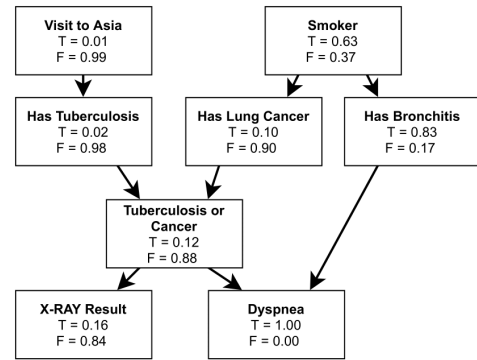 Visit to Asia
T = 0.01
F = 0.99
Smoker
T = 0.63
F = 0.37
Has Tuberculosis
T = 0.02
F = 0.98
Has Lung Cancer
T = 0.10
F = 0.90
Has Bronchitis
T = 0.83
F = 0.17
Tuberculosis or
Cancer
T = 0.12
F = 0.88
X-RAY Result
T = 0.16
F = 0.84
Dyspnea
T = 1.00
F = 0.00